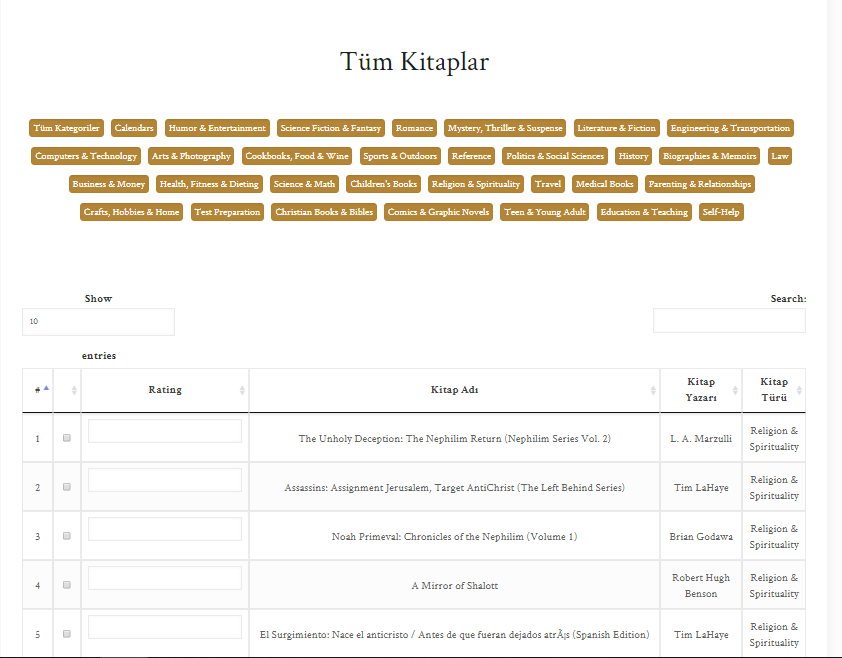 Tüm Kitaplar
Tüm Kategoriler Calendars Humor & Entertainment Science Fiction & Fantasy Romance Mystery, Thriller & Suspense Literature & Fiction Engineering & Transportation
Computers & Technology Arts & Photography Cookbooks, Food & Wine Sports & Outdoors Reference Politics & Social Sciences History Biographies & Memoirs Law
Business & Money Health, Fitness & Dieting Science & Math Children's Books Religion & Spirituality Travel Medical Books Parenting & Relationships
Crafts, Hobbies & Home Test Preparation Christian Books & Bibles Comics & Graphic Novels Teen & Young Adult Education & Teaching Self-Help
Show
10
entries
Search:
# Rating Kitap Adı Kitap Yazarı Kitap Türü
1 The Unholy Deception: The Nephilim Return (Nephilim Series Vol. 2) L. A. Marzulli Religion & Spirituality
2 Assassins: Assignment Jerusalem, Target AntiChrist (The Left Behind Series) Tim LaHaye Religion & Spirituality
3 Noah Primeval: Chronicles of the Nephilim (Volume 1) Brian Godawa Religion & Spirituality
4 A Mirror of Shalott Robert Hugh Benson Religion & Spirituality
5 El Surgimiento: Nace el anticristo / Antes de que fueran dejados atrÃ¡s (Spanish Edition) Tim LaHaye Religion & Spirituality